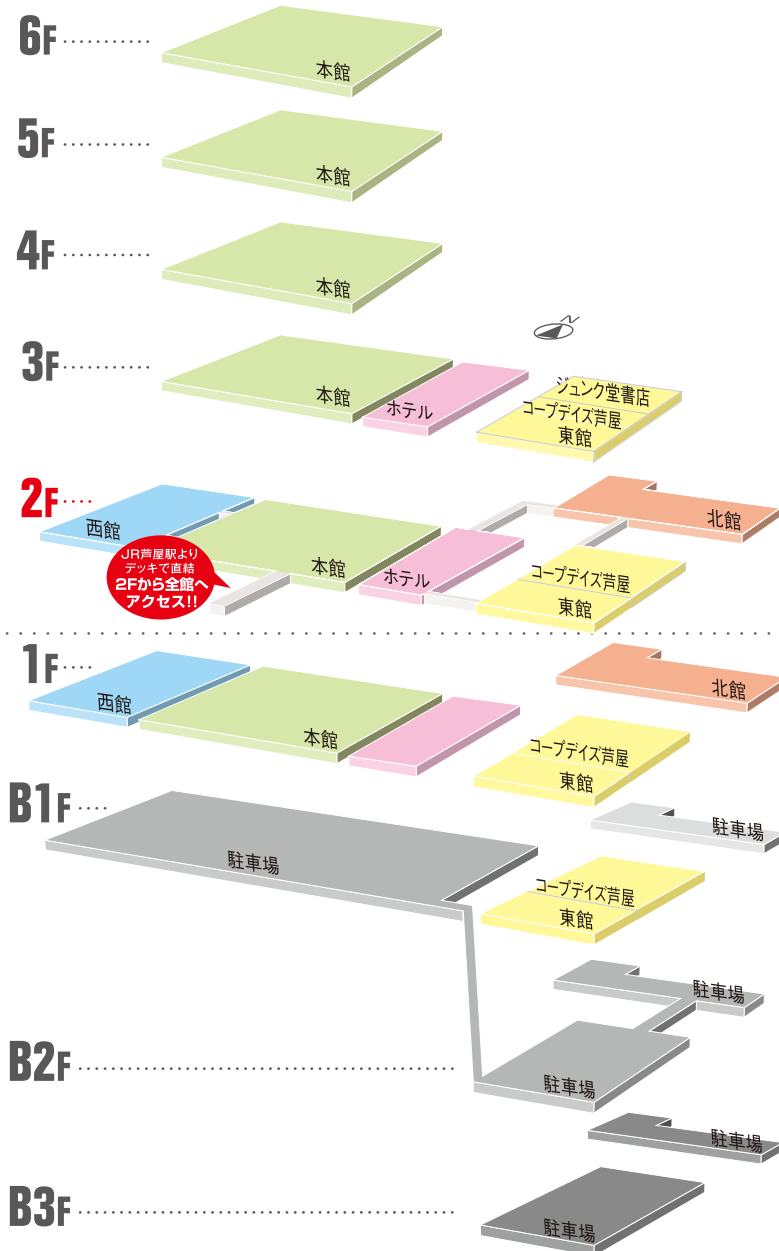 6F
本館
5F
本館
4F
本館
N
3F
本館
ホテル
ジュンク堂書店
コープデイズ芦屋
東館
2F
西館
本館
ホテル
北館
コープデイズ芦屋
東館
JR芦屋駅より
デッキで直結
2Fから全館へ
アクセス!!
1F
西館
本館
北館
コープデイズ芦屋
東館
B1F
駐車場
駐車場
コープデイズ芦屋
東館
駐車場
B2F
駐車場
駐車場
B3F
駐車場